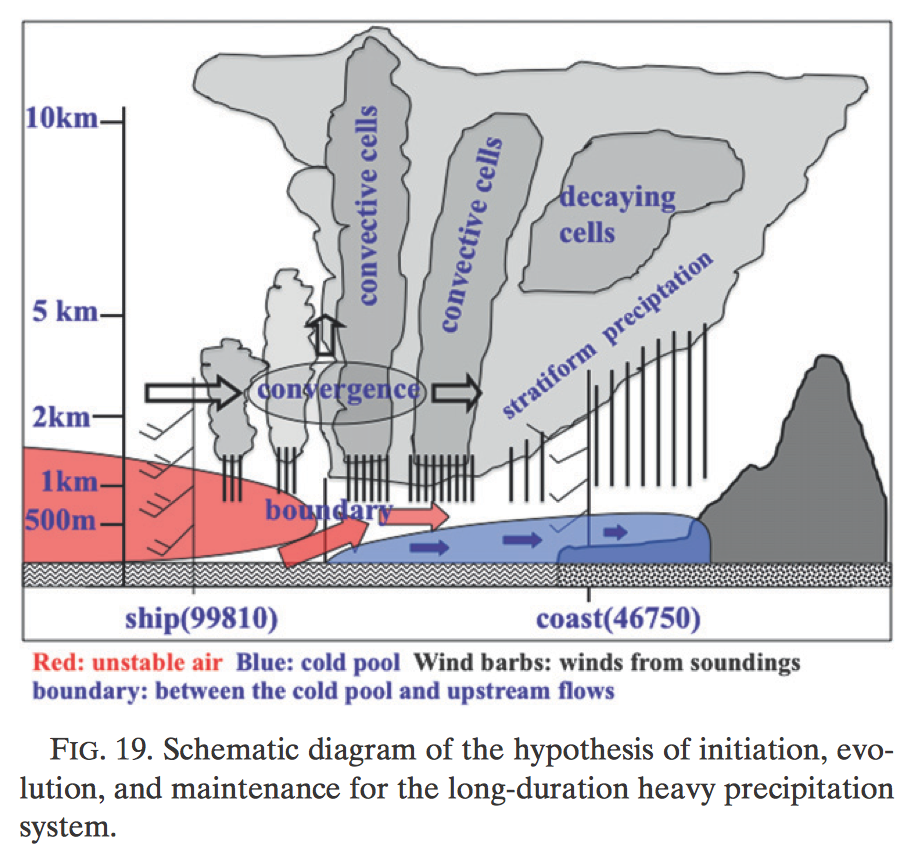 10km
convective cells
convective cells
decaying
cells
5 km
stratiform preciptation
convergence
2km
1km
boundary
500m
ship(99810)
coast(46750)
Red: unstable air Blue: cold pool Wind barbs: winds from soundings
boundary: between the cold pool and upstream flows
FIG. 19. Schematic diagram of the hypothesis of initiation, evo-
lution, and maintenance for the long-duration heavy precipitation
system.